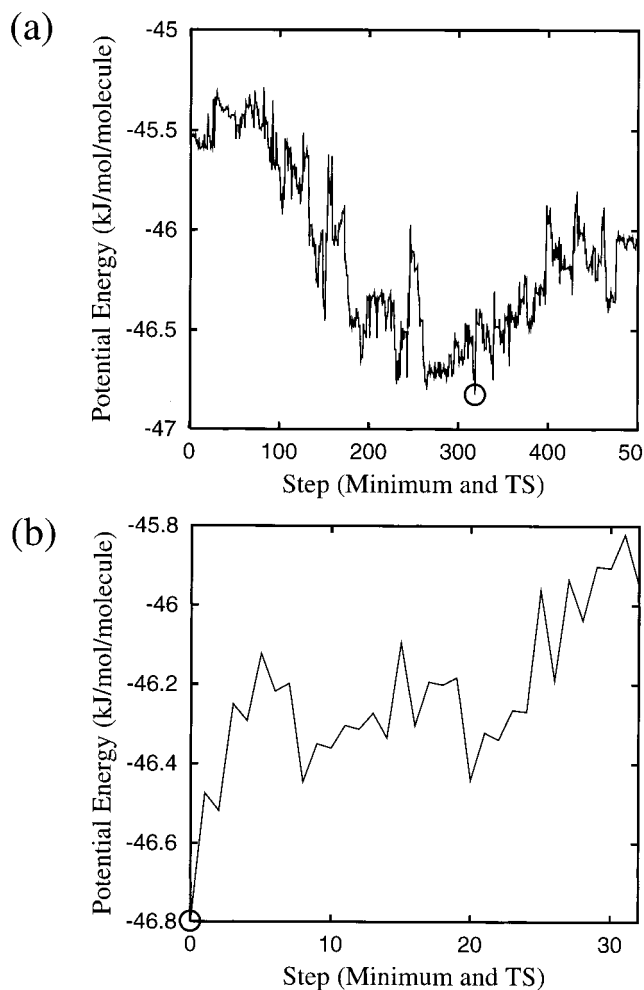 (a)
Potential Energy (kJ/mol/molecule)
-45
-45.5
-46
-46.5
-47
0 100 200 300 400 50
Step (Minimum and TS)
(b)
Potential Energy (kJ/mol/molecule)
-45.8
-46
-46.2
-46.4
-46.6
-46.8
0 10 20 30
Step (Minimum and TS)